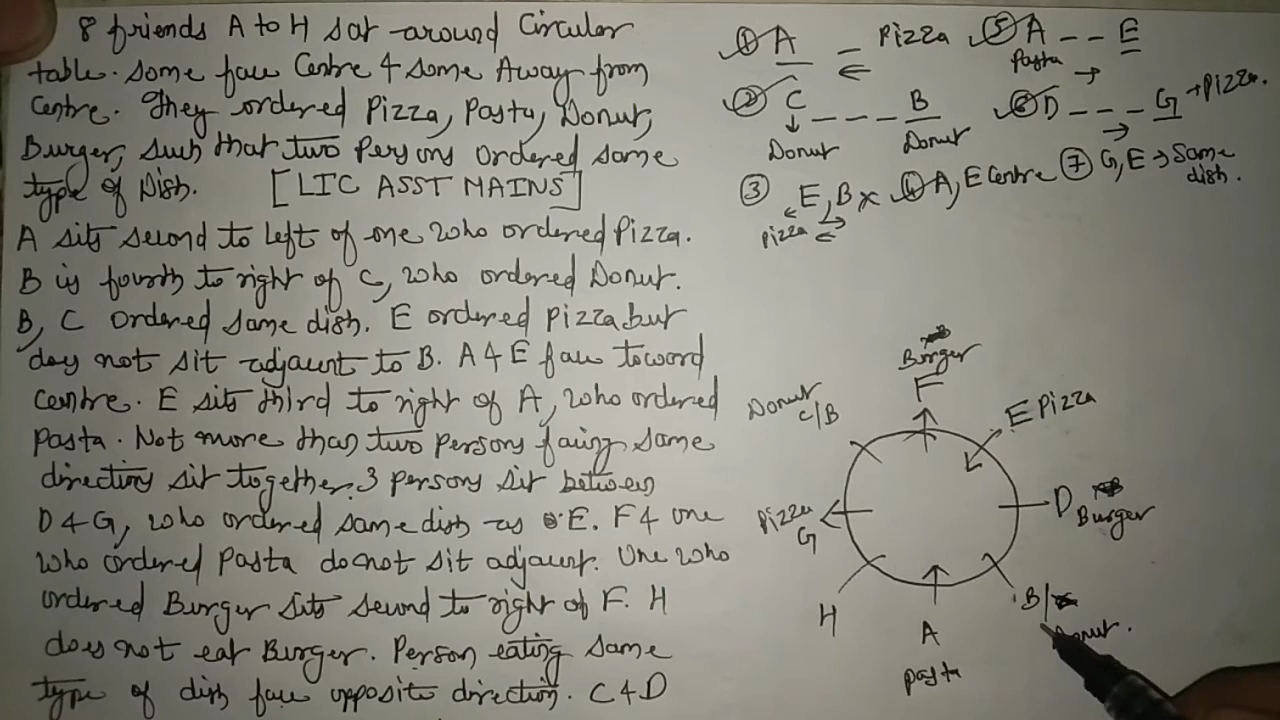 8 friends A to H sat around Circular
table. Some face Centre & some Away from
Centre. They ordered Pizza, Pasta, Donut,
Burger, such that two Persons ordered same
type of Dish. [LIC ASST MAINS]
A sits second to left of one who ordered Pizza.
B is fourth to right of C, who ordered Donut.
B, C ordered same dish. E ordered pizza but
does not sit adjacent to B. A & E face toward
centre. E sits third to right of A, who ordered
Pasta. Not more than two persons facing same
directions sit together. 3 persons sit between
D & G, who ordered same dish as E. F & one
who ordered Pasta do not sit adjacent. One who
ordered Burger sits second to right of F. H
does not eat Burger. Person eating same
type of dish face opposite direction. C & D
① A _ Pizza
② C _ _ _ B
Donut Donut
③ E, B ×
Pizza
④ A, E Centre
⑤ A _ _ E
Pasta
⑥ D _ _ _ G → Pizza.
⑦ G, E → Same
dish.
Burger
F
E Pizza
D
Burger
B/
Donut.
A
Pasta
H
Pizza
G
Donut
C/B